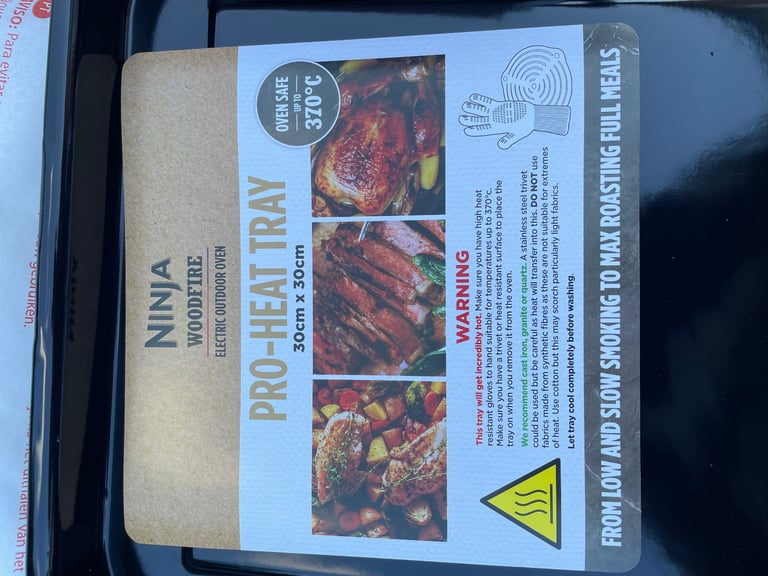 NINJA
WOODFIRE
ELECTRIC OUTDOOR OVEN
PRO-HEAT TRAY
30cm x 30cm
OVEN SAFE
UP TO
370°C
WARNING
This tray will get incredibly hot. Make sure you have high heat
resistant gloves to hand suitable for temperatures up to 370°C.
Make sure you have a trivet or heat resistant surface to place the
tray on when you remove it from the oven.
We recommend cast iron, granite or quartz. A stainless steel trivet
could be used but be careful as heat will transfer into this. DO NOT use
fabrics made from synthetic fibres as these are not suitable for extremes
of heat. Use cotton but this may scorch particularly light fabrics.
Let tray cool completely before washing.
FROM LOW AND SLOW SMOKING TO MAX ROASTING FULL MEALS
PT
Para evitar
gebruiken.
van het